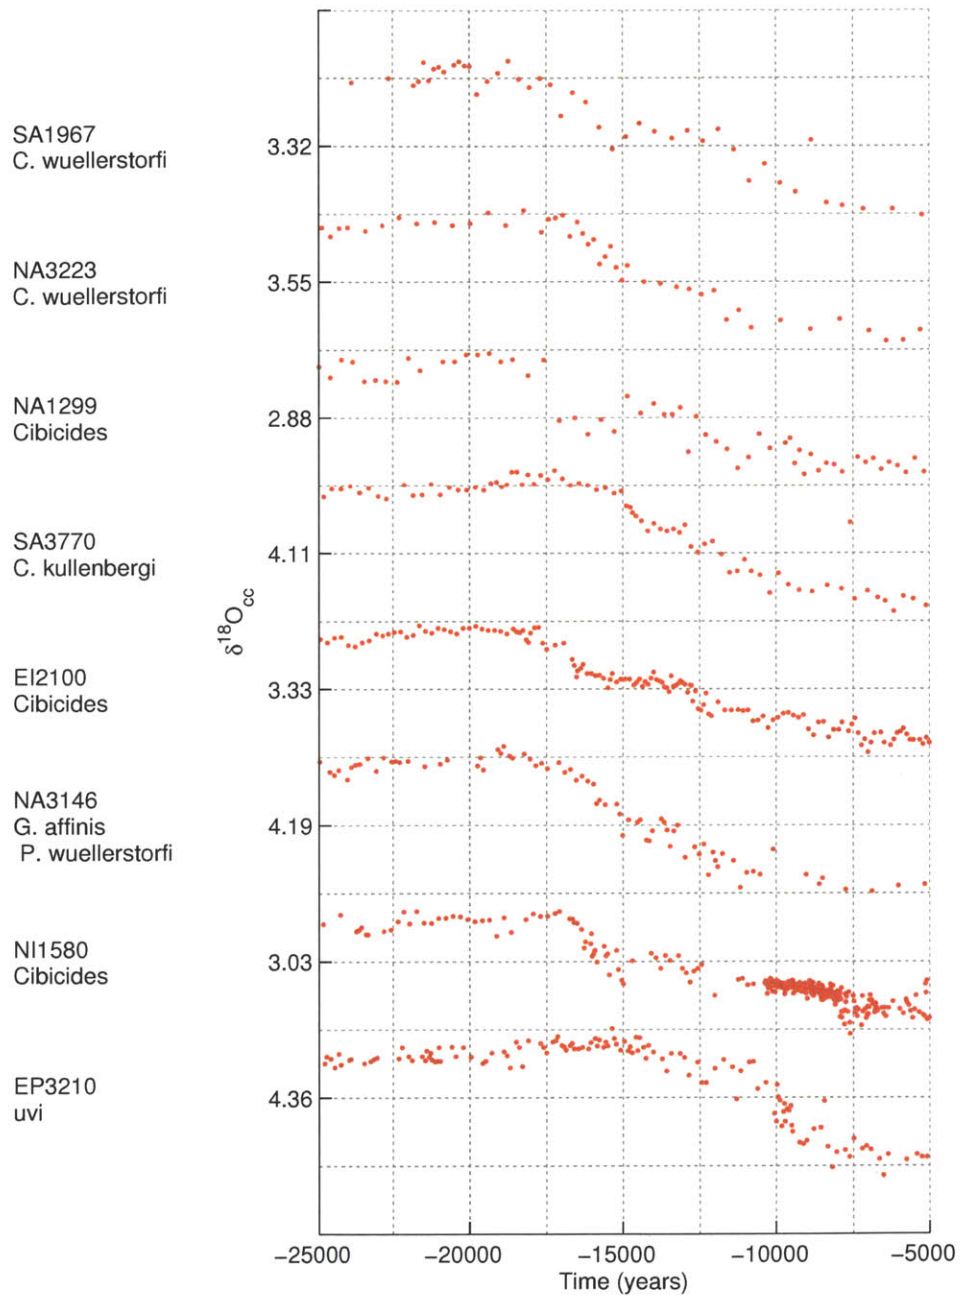 SA1967
C. wuellerstorfi
3.32
NA3223
C. wuellerstorfi
3.55
NA1299
Cibicides
2.88
SA3770
C. kullenbergi
4.11
δ18Occ
EI2100
Cibicides
3.33
NA3146
G. affinis
P. wuellerstorfi
4.19
NI1580
Cibicides
3.03
EP3210
uvi
4.36
−25000 −20000 −15000 −10000 −5000
Time (years)